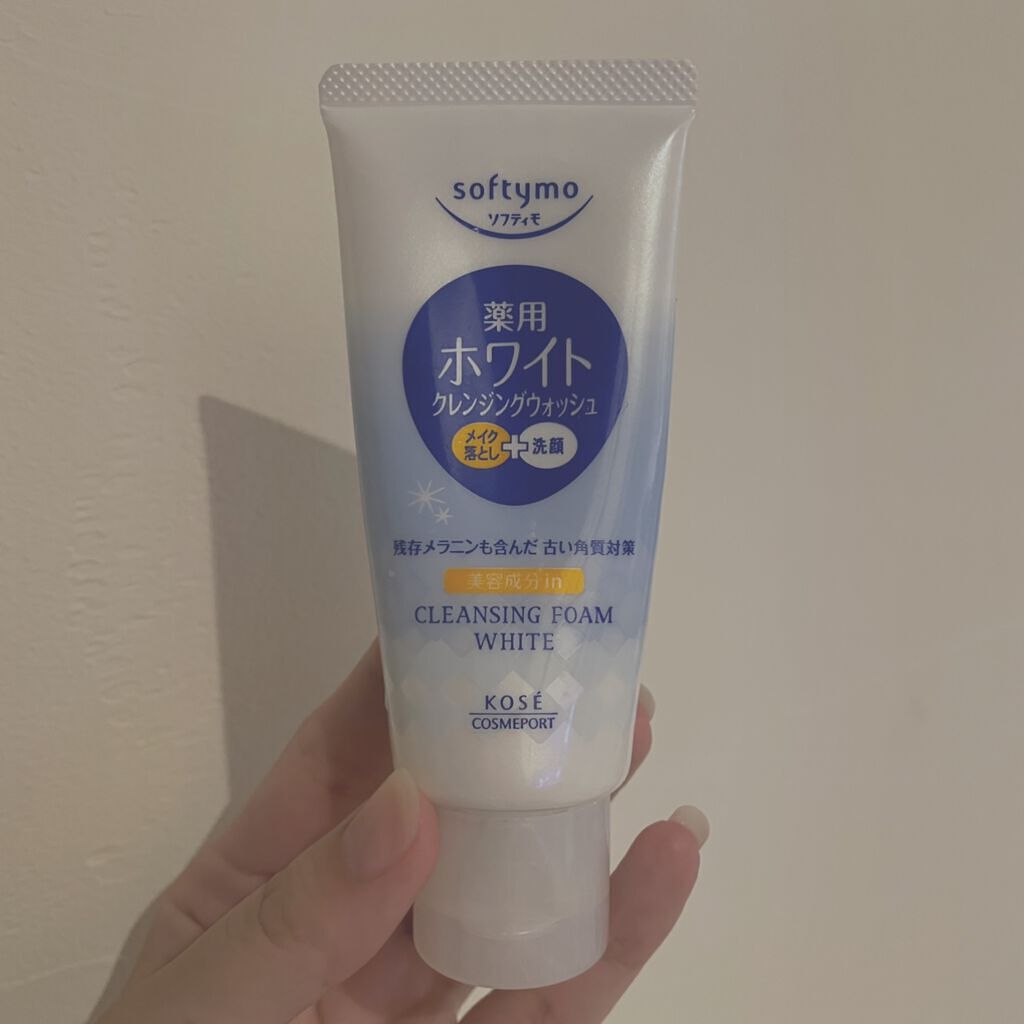 softymo
ソフティモ
薬用
ホワイト
クレンジングウォッシュ
メイク
落とし
+
洗顔
残存メラニンも含んだ 古い角質対策
美容成分in
CLEANSING FOAM
WHITE
KOSÉ
COSMEPORT